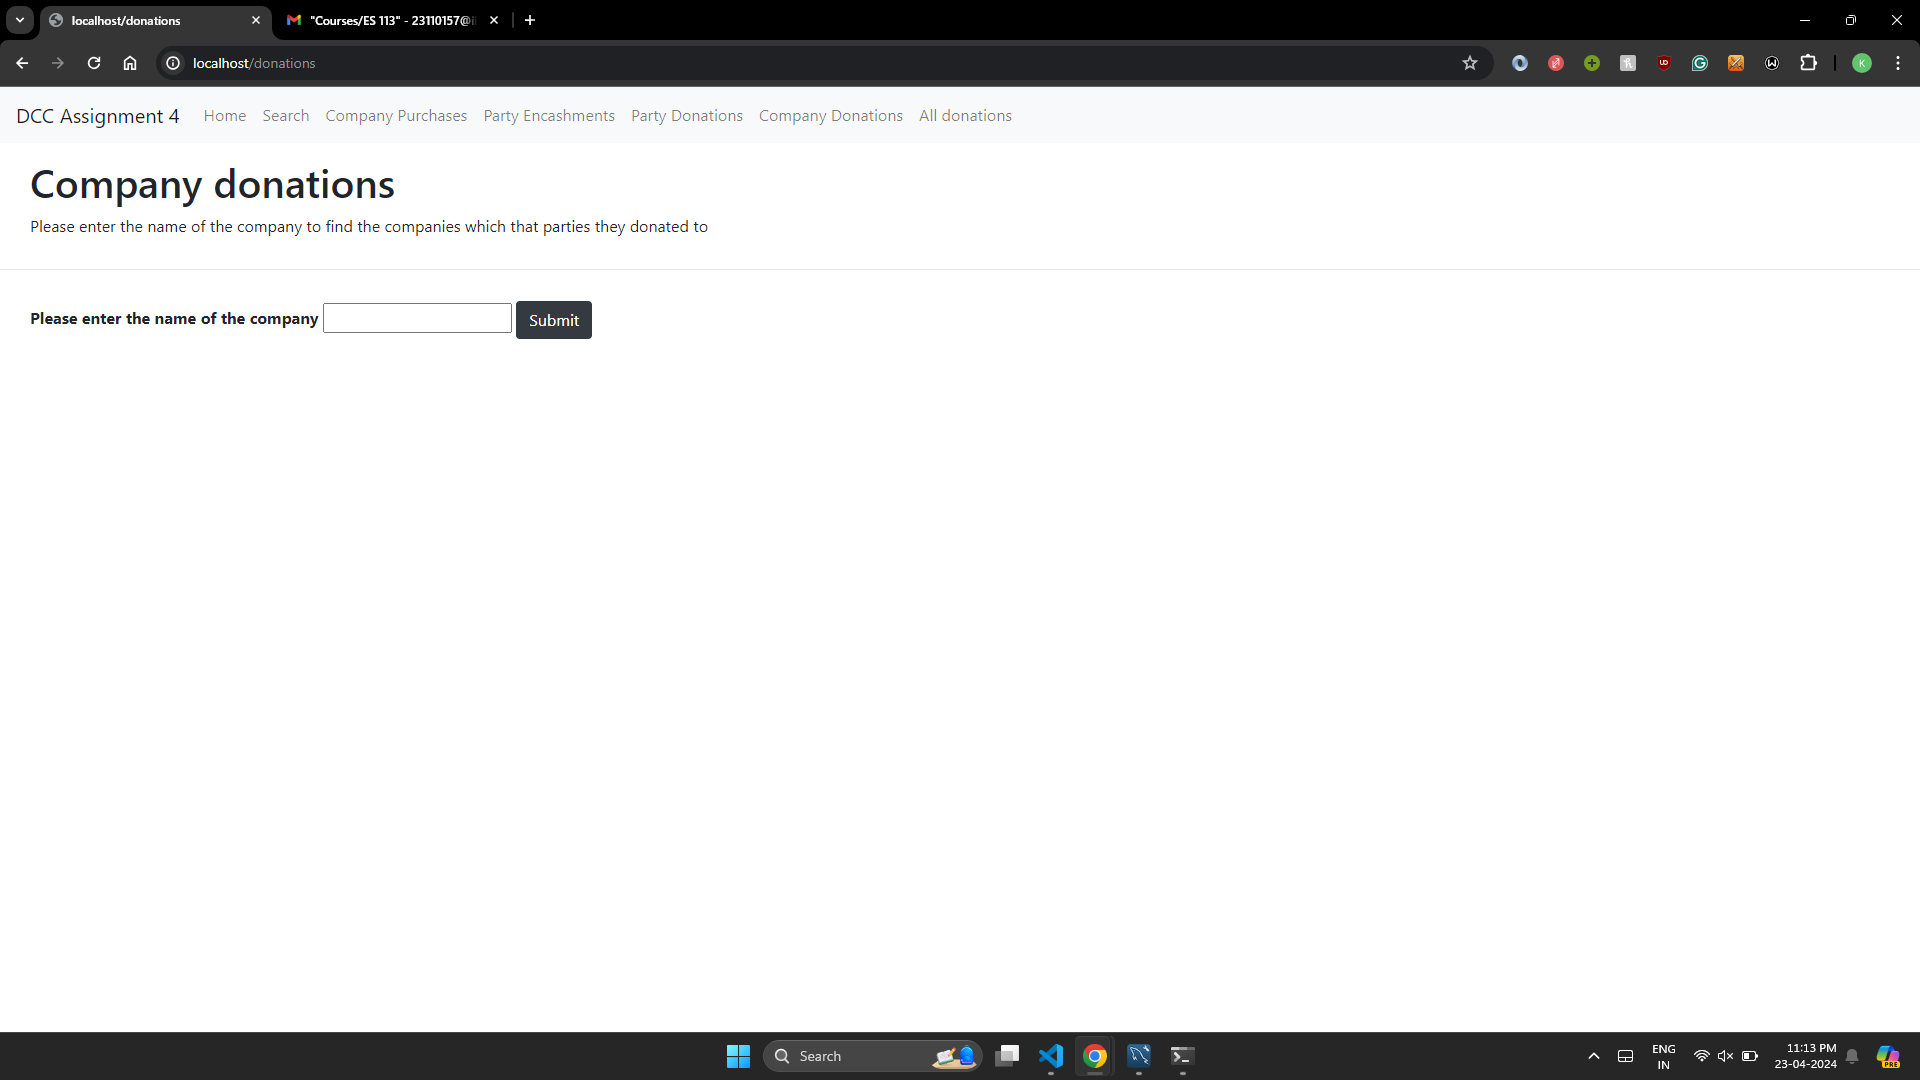 localhost/donations
"Courses/ES 113" - 23110157@i
localhost/donations
DCC Assignment 4 Home Search Company Purchases Party Encashments Party Donations Company Donations All donations
Company donations
Please enter the name of the company to find the companies which that parties they donated to
Please enter the name of the company Submit
Search
ENG
IN
11:13 PM
23-04-2024